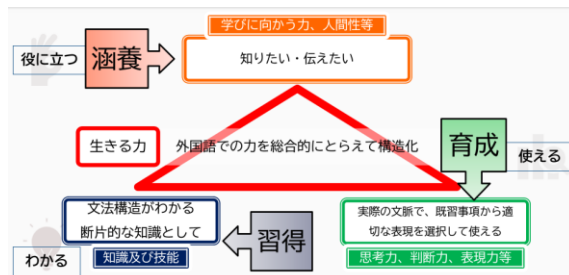 学びに向かう力、人間性等
役に立つ
涵養
知りたい・伝えたい
生きる力
外国語での力を総合的にとらえて構造化
育成
使える
文法構造がわかる
断片的な知識として
知識及び技能
わかる
習得
実際の文脈で、既習事項から適
切な表現を選択して使える
思考力、判断力、表現力等